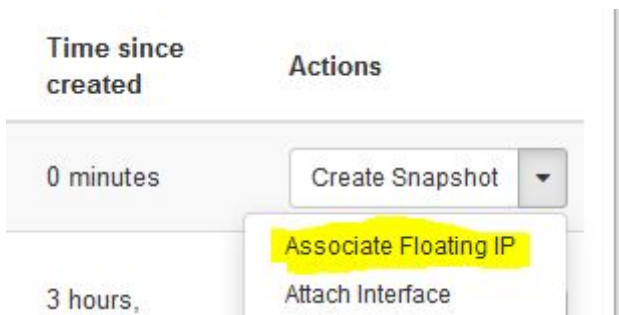 Time since
created
Actions
0 minutes
Create Snapshot
Associate Floating IP
3 hours,
Attach Interface